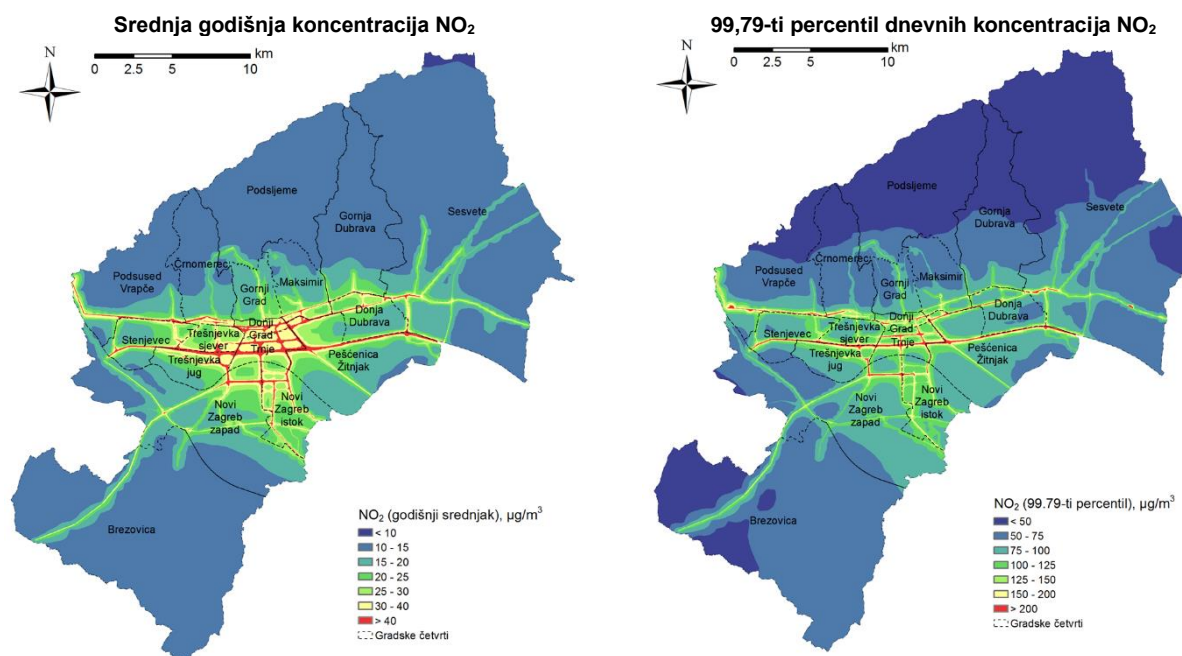 Srednja godišnja koncentracija NO₂
N
km
0 2.5 5 10
Podsljeme
Gornja
Dubrava
Sesvete
Podsused
Vrapče
Črnomerec
Gornji
Grad
Maksimir
Donja
Dubrava
Stenjevec
Trešnjevka
sjever
Donji
Grad
Trnje
Trešnjevka
jug
Pešćenica
Žitnjak
Novi
Zagreb
zapad
Novi
Zagreb
istok
Brezovica
NO₂ (godišnji srednjak), µg/m³
< 10
10 - 15
15 - 20
20 - 25
25 - 30
30 - 40
> 40
Gradske četvrti
99,79-ti percentil dnevnih koncentracija NO₂
N
km
0 2.5 5 10
Podsljeme
Gornja
Dubrava
Sesvete
Podsused
Vrapče
Črnomerec
Gornji
Grad
Maksimir
Donja
Dubrava
Stenjevec
Trešnjevka
sjever
Donji
Grad
Trnje
Trešnjevka
jug
Pešćenica
Žitnjak
Novi
Zagreb
zapad
Novi
Zagreb
istok
Brezovica
NO₂ (99.79-ti percentil), µg/m³
< 50
50 - 75
75 - 100
100 - 125
125 - 150
150 - 200
> 200
Gradske četvrti